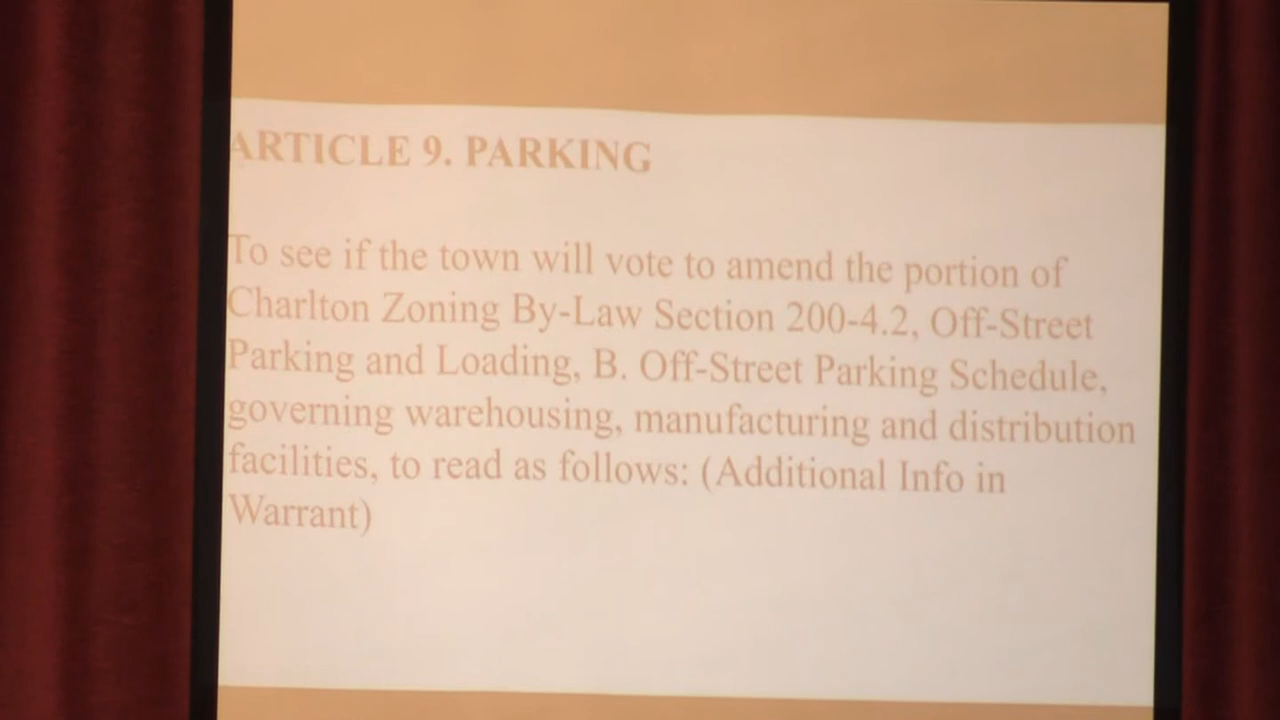 ARTICLE 9. PARKING
To see if the town will vote to amend the portion of
Charlton Zoning By-Law Section 200-4.2, Off-Street
Parking and Loading, B. Off-Street Parking Schedule,
governing warehousing, manufacturing and distribution
facilities, to read as follows: (Additional Info in
Warrant)